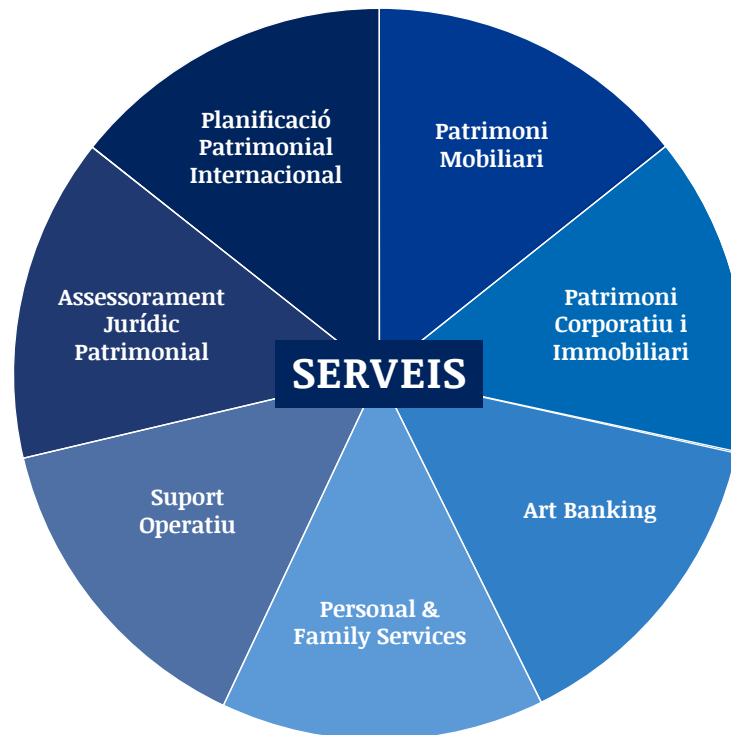 Planificació
Patrimonial
Internacional
Patrimoni
Mobiliari
Assessorament
Jurídic
Patrimonial
Patrimoni
Corporatiu i
Immobiliari
SERVEIS
Suport
Operatiu
Art Banking
Personal &
Family Services